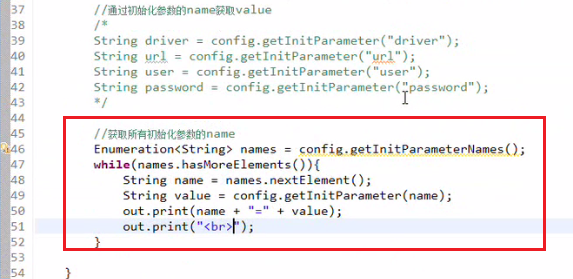 37 //通过初始化参数的name获取value
38 /*
39 String driver = config.getInitParameter("driver");
40 String url = config.getInitParameter("url");
41 String user = config.getInitParameter("user");
42 String password = config.getInitParameter("password");
43 */
44
45 //获取所有初始化参数的name
46 Enumeration<String> names = config.getInitParameterNames();
47 while(names.hasMoreElements()){
48 String name = names.nextElement();
49 String value = config.getInitParameter(name);
50 out.print(name + "=" + value);
51 out.print("<br>");
52 }
53
54 }